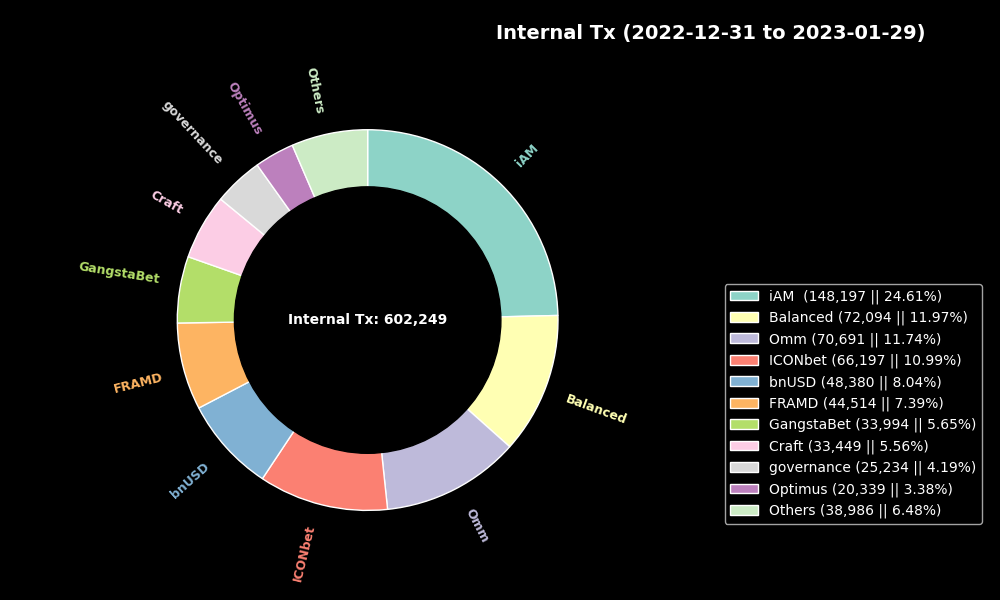 Internal Tx (2022-12-31 to 2023-01-29)
Others
Optimus
governance
iAM
Craft
GangstaBet
Internal Tx: 602,249
FRAMD
Balanced
bnUSD
Omm
ICONbet
iAM  (148,197 || 24.61%)
Balanced (72,094 || 11.97%)
Omm (70,691 || 11.74%)
ICONbet (66,197 || 10.99%)
bnUSD (48,380 || 8.04%)
FRAMD (44,514 || 7.39%)
GangstaBet (33,994 || 5.65%)
Craft (33,449 || 5.56%)
governance (25,234 || 4.19%)
Optimus (20,339 || 3.38%)
Others (38,986 || 6.48%)